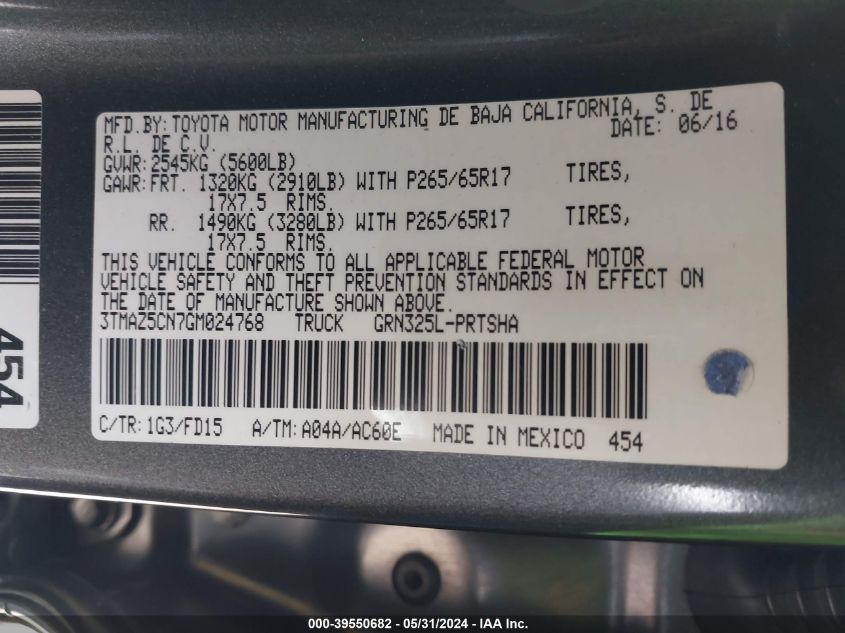 MFD.BY: TOYOTA MOTOR MANUFACTURING DE BAJA CALIFORNIA, S. DE
R.L. DE C.V. DATE: 06/16
GVWR: 2545KG (5600LB)
GAWR: FRT. 1320KG (2910LB) WITH P265/65R17 TIRES,
17X7.5 RIMS.
RR. 1490KG (3280LB) WITH P265/65R17 TIRES,
17X7.5 RIMS.
THIS VEHICLE CONFORMS TO ALL APPLICABLE FEDERAL MOTOR
VEHICLE SAFETY AND THEFT PREVENTION STANDARDS IN EFFECT ON
THE DATE OF MANUFACTURE SHOWN ABOVE.
3TMAZ5CN7GM024768 TRUCK GRN325L-PRTSHA
C/TR: 1G3/FD15 A/TM: A04A/AC60E MADE IN MEXICO 454
454
000-39550682 - 05/31/2024 - IAA Inc.